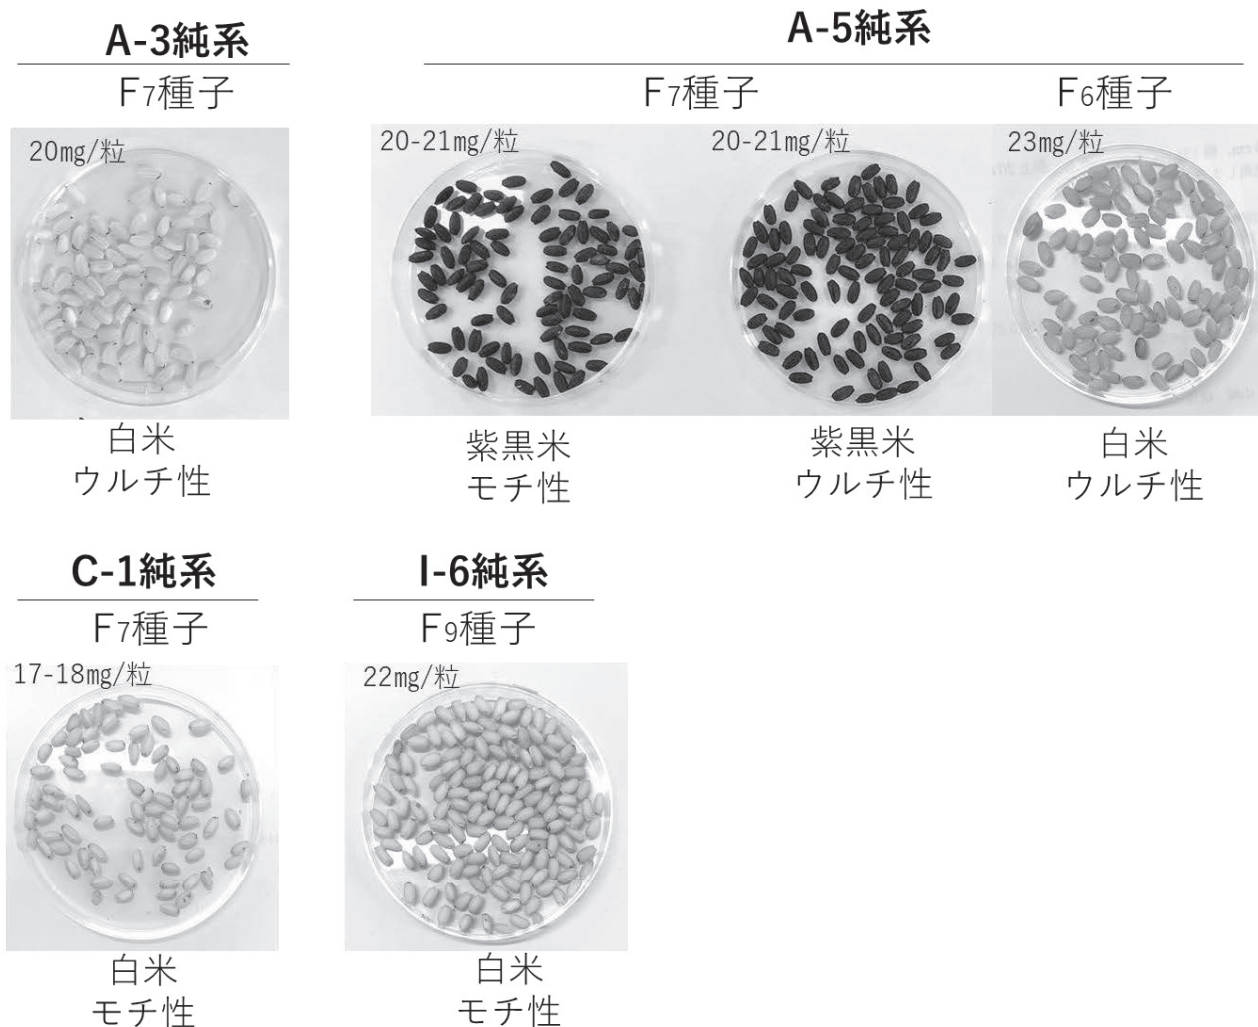 A-3純系
F7種子
20mg/粒
白米
ウルチ性
A-5純系
F7種子
F6種子
20-21mg/粒
20-21mg/粒
23mg/粒
紫黒米
モチ性
紫黒米
ウルチ性
白米
ウルチ性
C-1純系
F7種子
17-18mg/粒
白米
モチ性
I-6純系
F9種子
22mg/粒
白米
モチ性